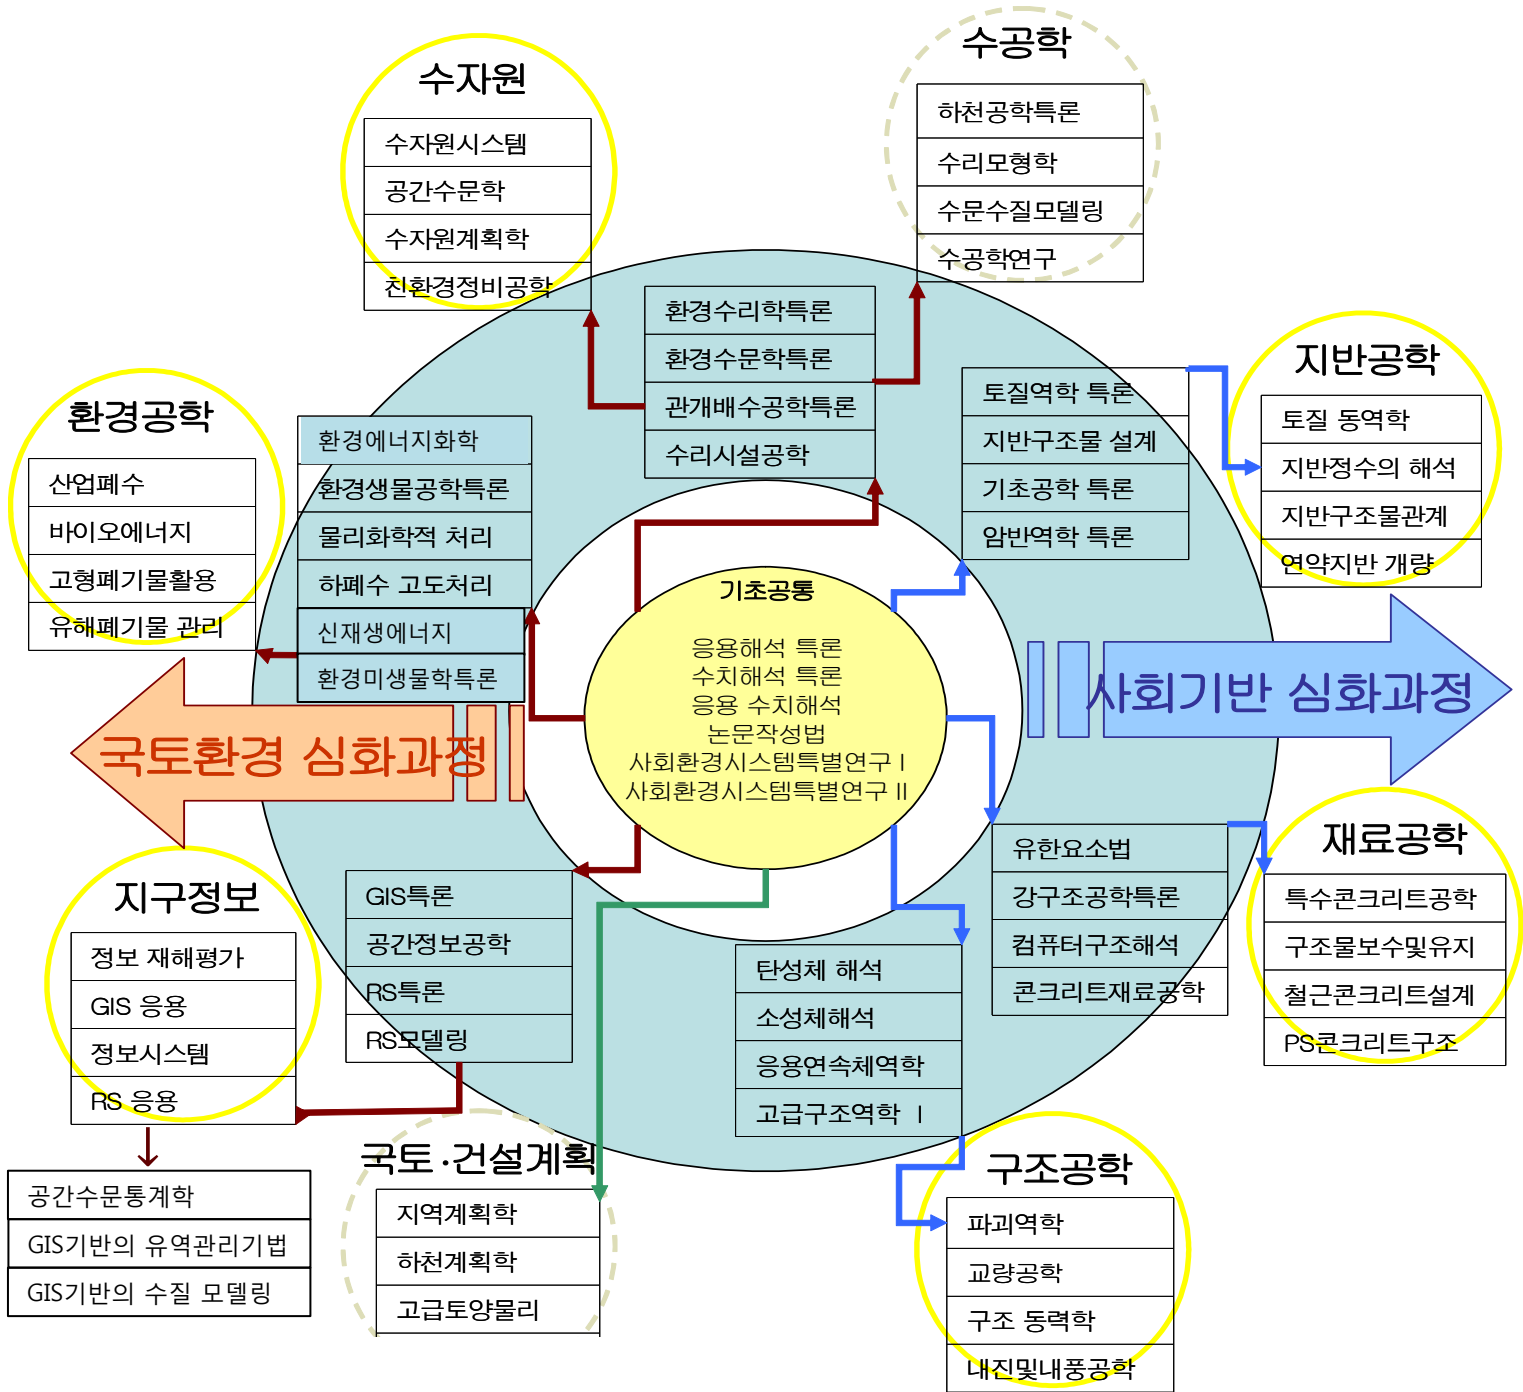 수자원
수자원시스템
공간수문학
수자원계획학
친환경정비공학
수공학
하천공학특론
수리모형학
수문수질모델링
수공학연구
환경수리학특론
환경수문학특론
관개배수공학특론
수리시설공학
지반공학
토질 동역학
지반정수의 해석
지반구조물관계
연약지반 개량
토질역학 특론
지반구조물 설계
기초공학 특론
암반역학 특론
환경공학
산업폐수
바이오에너지
고형폐기물활용
유해폐기물 관리
환경에너지화학
환경생물공학특론
물리화학적 처리
하폐수 고도처리
신재생에너지
환경미생물학특론
기초공통
응용해석 특론
수치해석 특론
응용 수치해석
논문작성법
사회환경시스템특별연구 I
사회환경시스템특별연구 II
국토환경 심화과정
사회기반 심화과정
지구정보
정보 재해평가
GIS 응용
정보시스템
RS 응용
GIS특론
공간정보공학
RS특론
RS모델링
공간수문통계학
GIS기반의 유역관리기법
GIS기반의 수질 모델링
국토·건설계획
지역계획학
하천계획학
고급토양물리
탄성체 해석
소성체해석
응용연속체역학
고급구조역학 I
유한요소법
강구조공학특론
컴퓨터구조해석
콘크리트재료공학
재료공학
특수콘크리트공학
구조물보수및유지
철근콘크리트설계
PS콘크리트구조
구조공학
파괴역학
교량공학
구조 동력학
내진및내풍공학